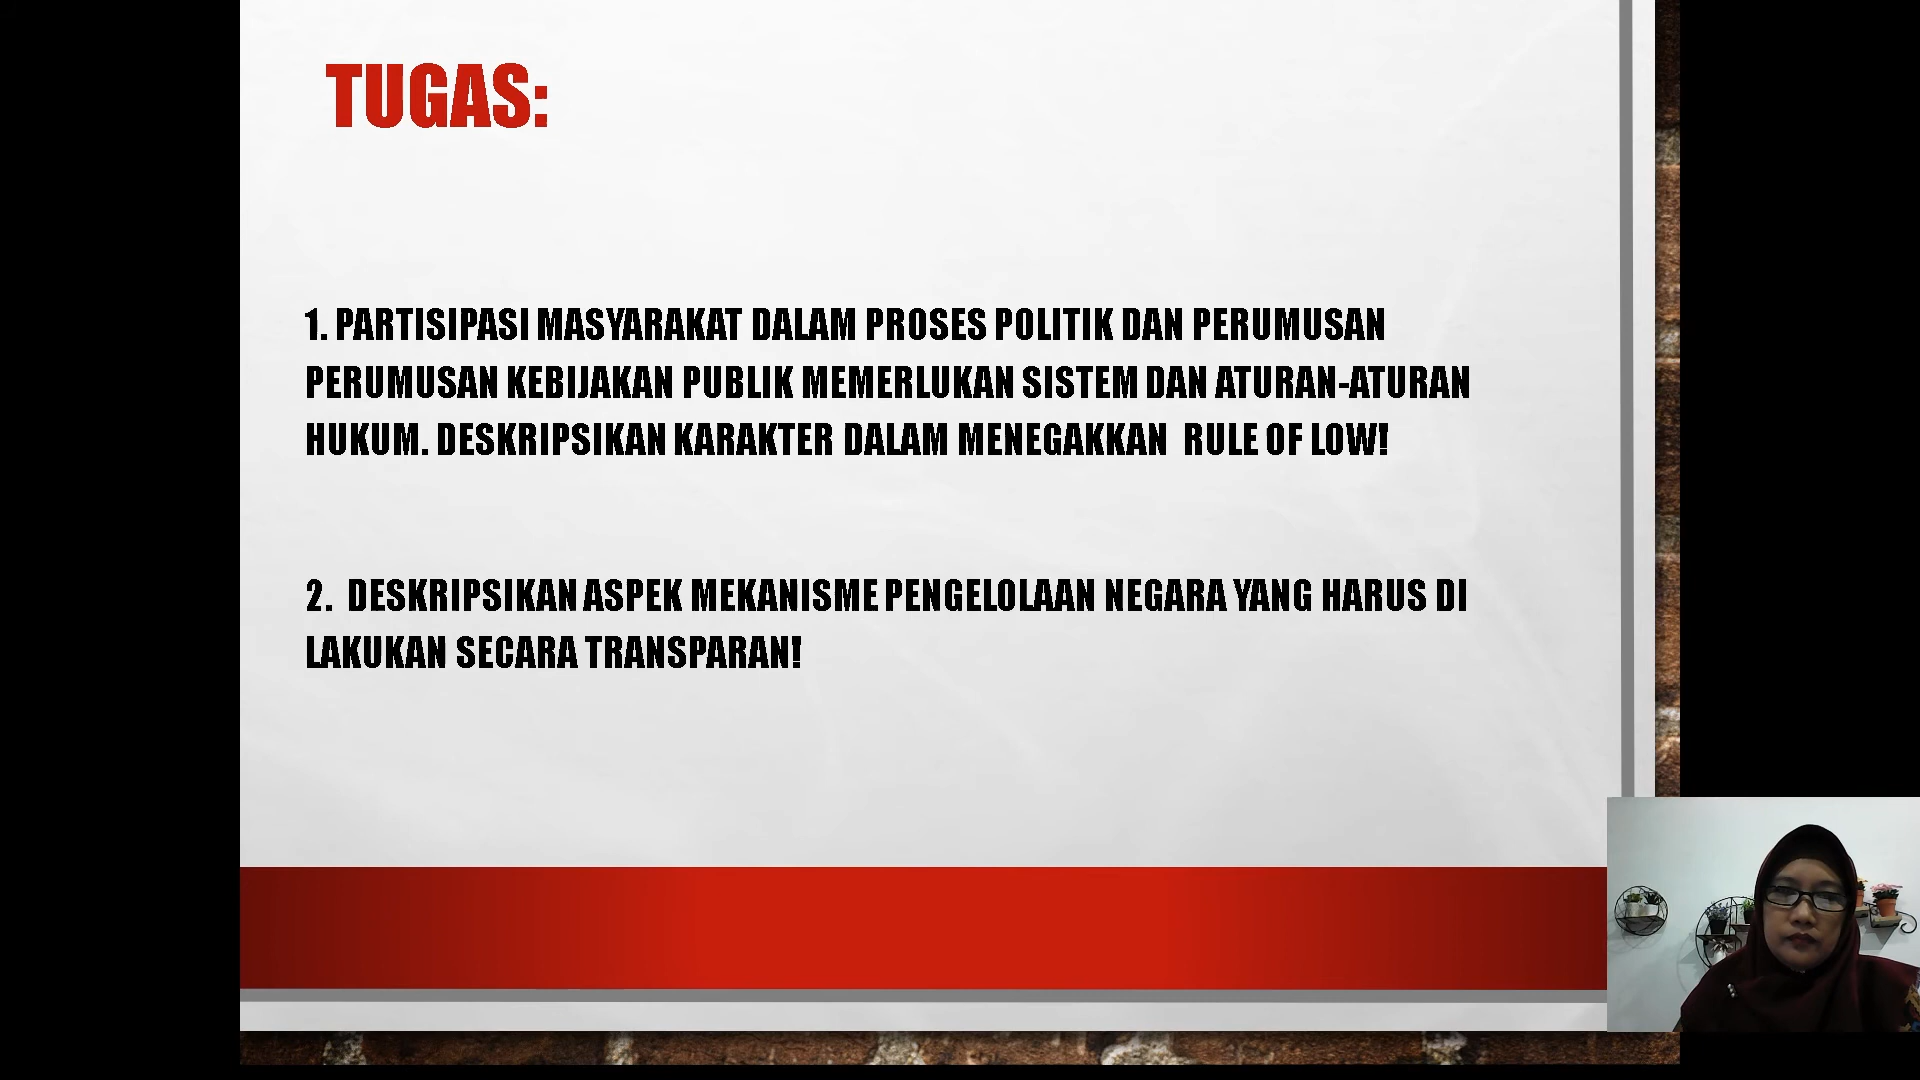 TUGAS:
1. PARTISIPASI MASYARAKAT DALAM PROSES POLITIK DAN PERUMUSAN
PERUMUSAN KEBIJAKAN PUBLIK MEMERLUKAN SISTEM DAN ATURAN-ATURAN
HUKUM. DESKRIPSIKAN KARAKTER DALAM MENEGAKKAN RULE OF LOW!
2. DESKRIPSIKAN ASPEK MEKANISME PENGELOLAAN NEGARA YANG HARUS DI
LAKUKAN SECARA TRANSPARAN!